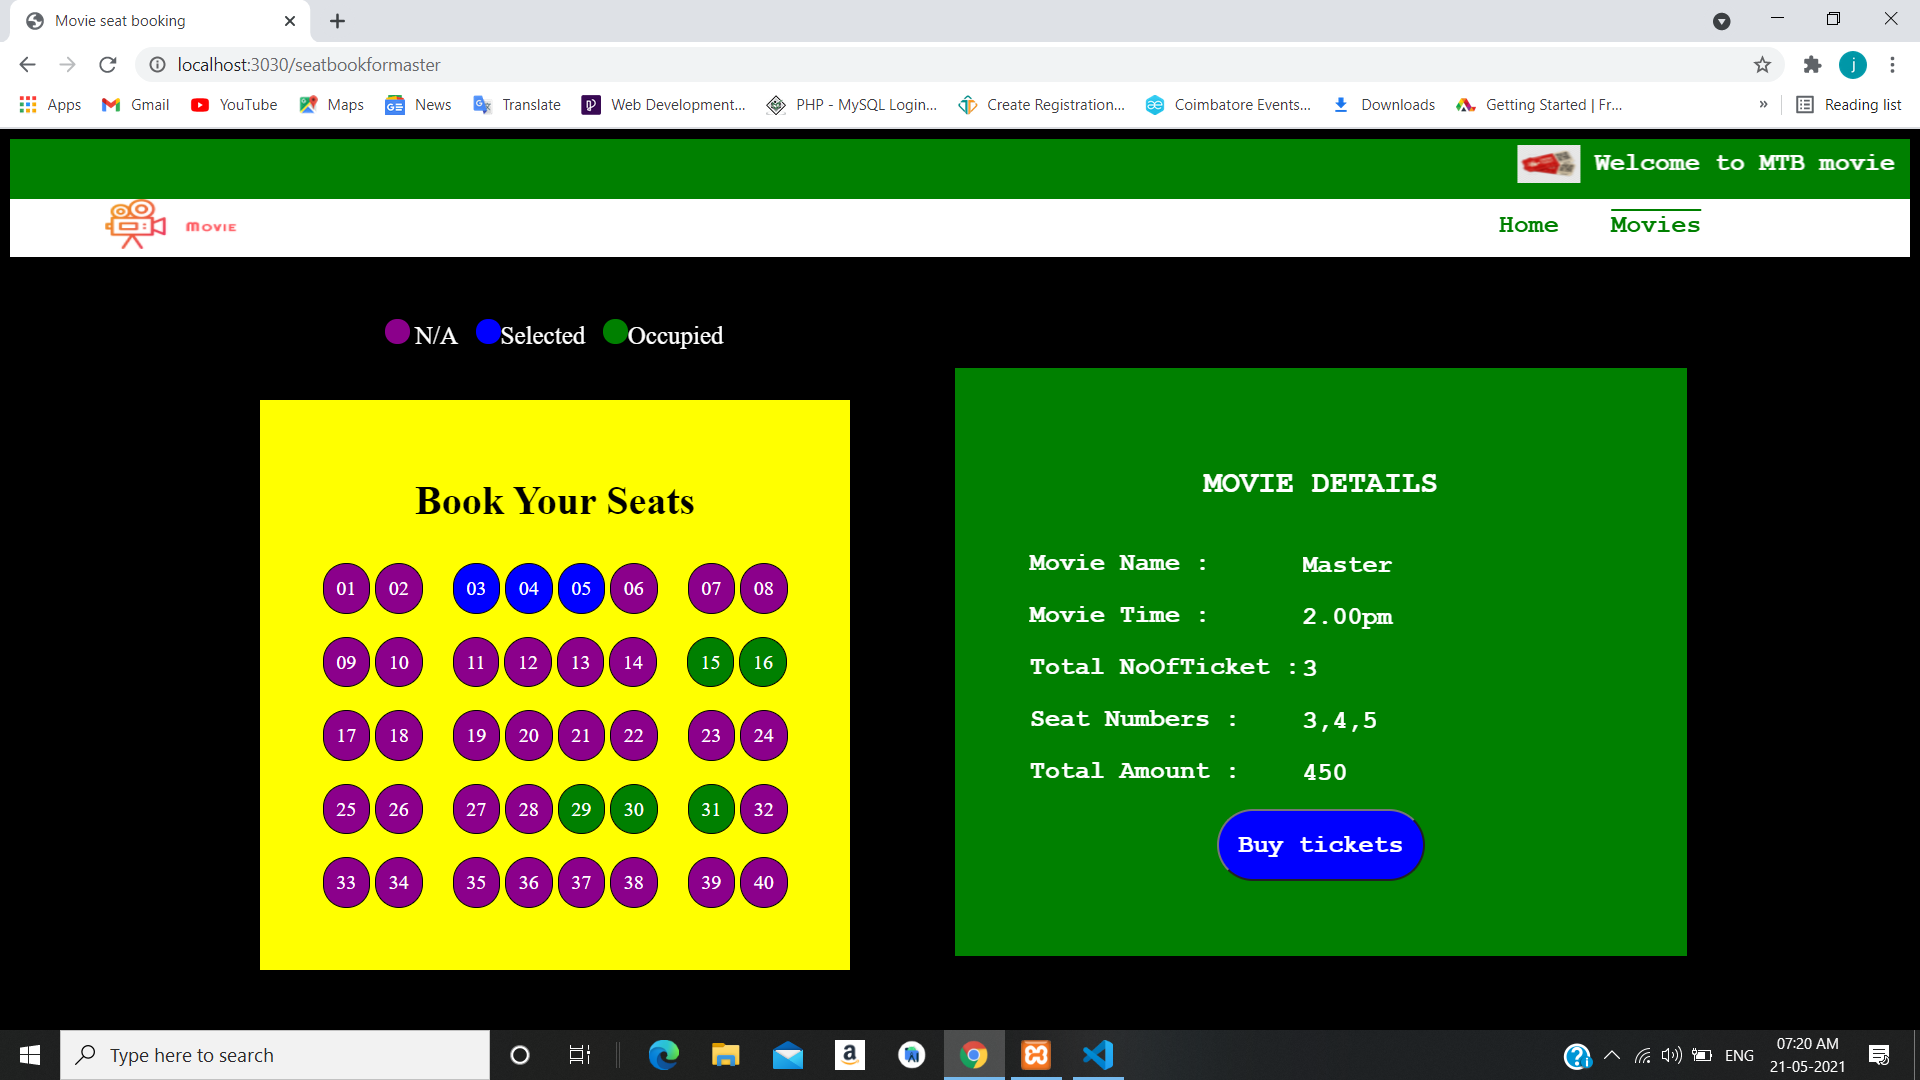 Movie seat booking
localhost:3030/seatbookformaster
Apps Gmail YouTube Maps News Translate Web Development... PHP - MySQL Login... Create Registration... Coimbatore Events... Downloads Getting Started | Fr... » Reading list
j
Welcome to MTB movie
Movie Home Movies
N/A Selected Occupied
Book Your Seats
01 02 03 04 05 06 07 08
09 10 11 12 13 14 15 16
17 18 19 20 21 22 23 24
25 26 27 28 29 30 31 32
33 34 35 36 37 38 39 40
MOVIE DETAILS
Movie Name : Master
Movie Time : 2.00pm
Total NoOfTicket : 3
Seat Numbers : 3,4,5
Total Amount : 450
Buy tickets
Type here to search
ENG
07:20 AM
21-05-2021